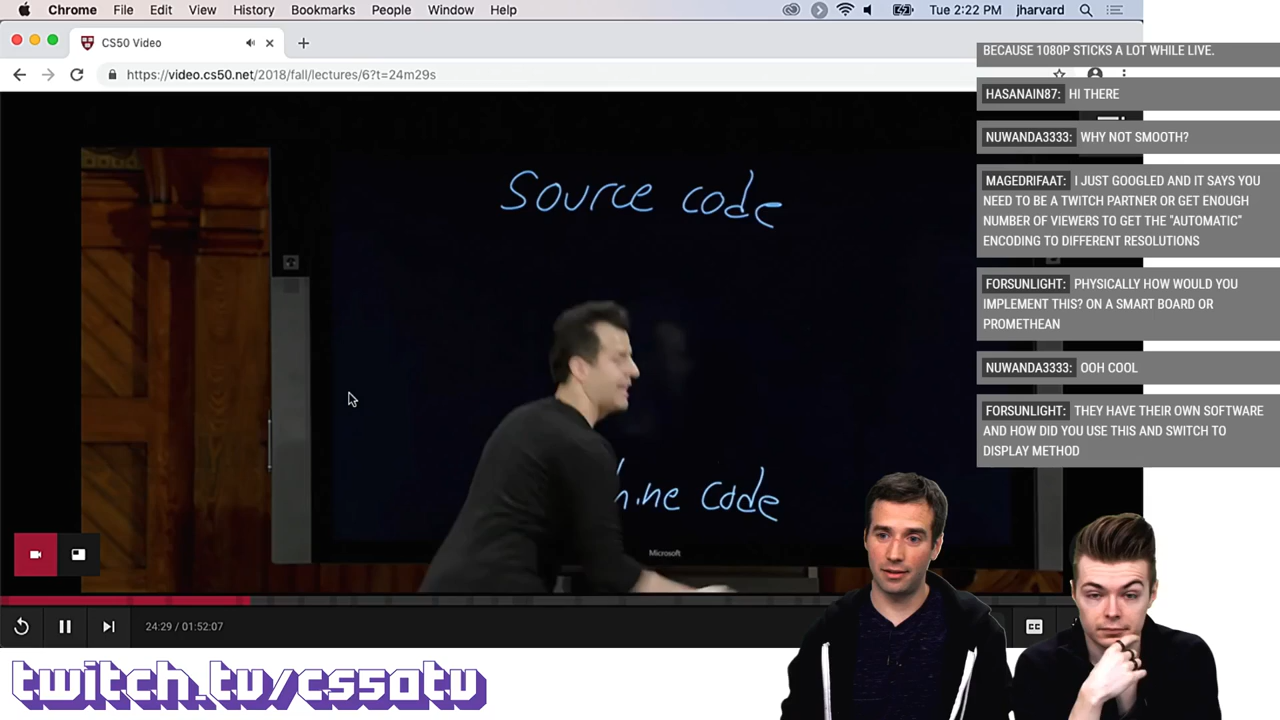 Chrome File Edit View History Bookmarks People Window Help Tue 2:22 PM jharvard
CS50 Video
https://video.cs50.net/2018/fall/lectures/6?t=24m29s
Source code
hine code
Microsoft
24:29 / 01:52:07
CC
BECAUSE 1080P STICKS A LOT WHILE LIVE.
HASANAIN87: HI THERE
NUWANDA3333: WHY NOT SMOOTH?
MAGEDRIFAAT: I JUST GOOGLED AND IT SAYS YOU
NEED TO BE A TWITCH PARTNER OR GET ENOUGH
NUMBER OF VIEWERS TO GET THE "AUTOMATIC"
ENCODING TO DIFFERENT RESOLUTIONS
FORSUNLIGHT: PHYSICALLY HOW WOULD YOU
IMPLEMENT THIS? ON A SMART BOARD OR
PROMETHEAN
NUWANDA3333: OOH COOL
FORSUNLIGHT: THEY HAVE THEIR OWN SOFTWARE
AND HOW DID YOU USE THIS AND SWITCH TO
DISPLAY METHOD
twitch.tv/cs50tv